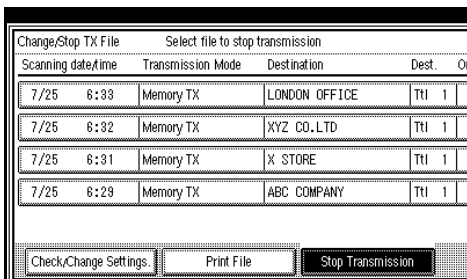 Change/Stop TX File Select file to stop transmission
Scanning date/time Transmission Mode Destination Dest.
7/25 6:33 Memory TX LONDON OFFICE Ttl 1
7/25 6:32 Memory TX XYZ CO.LTD Ttl 1
7/25 6:31 Memory TX X STORE Ttl 1
7/25 6:29 Memory TX ABC COMPANY Ttl 1
Check/Change Settings. Print File Stop Transmission